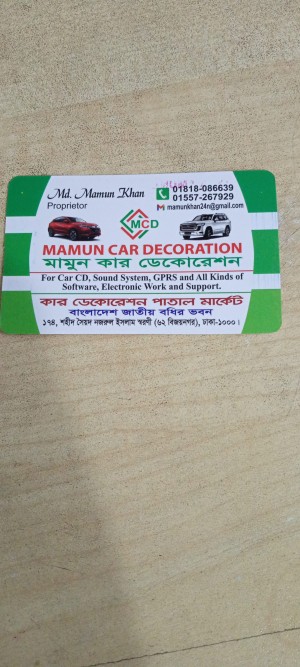 Md. Mamun Khan
Proprietor
01818-086639
01557-267929
mamunkhan24n@gmail.com
MCD
MAMUN CAR DECORATION
মামুন কার ডেকোরেশন
For Car CD, Sound System, GPRS and All Kinds of
Software, Electronic Work and Support.
কার ডেকোরেশন পাতাল মার্কেট
বাংলাদেশ জাতীয় বধির ভবন
১৭৪, শহীদ সৈয়দ নজরুল ইসলাম স্বরণী (৬২ বিজয়নগর), ঢাকা-১০০০।